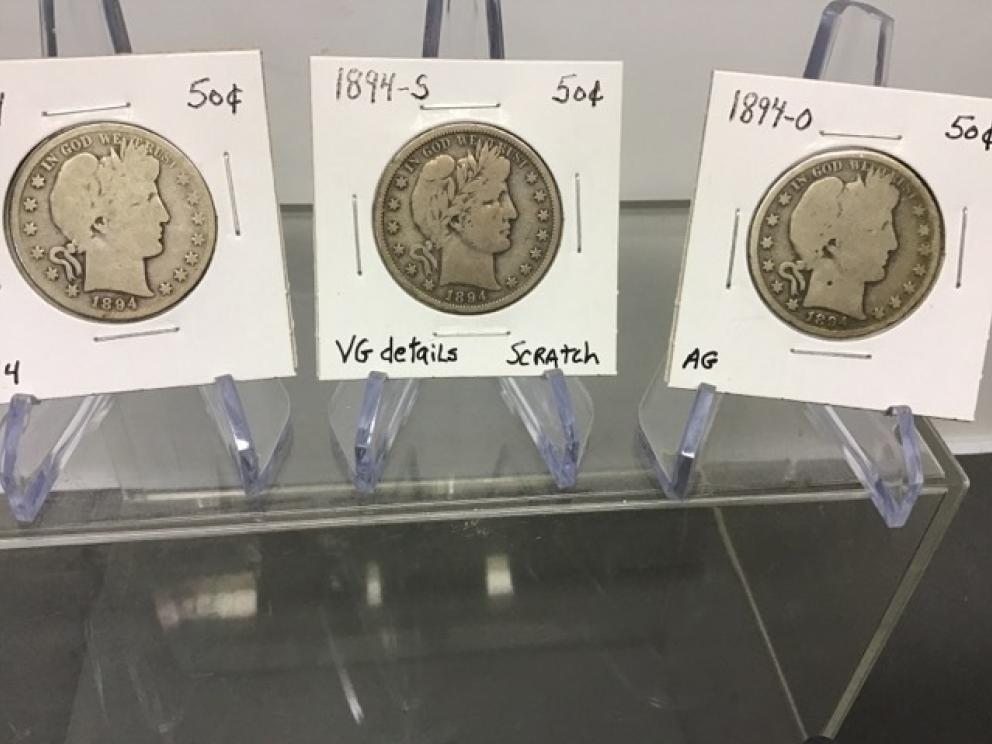 50¢
IN GOD WE TRUST
1894
4
1894-S 50¢
IN GOD WE TRUST
1894
VG details SCRAtch
1894-O 50¢
IN GOD WE TRUST
1894
AG